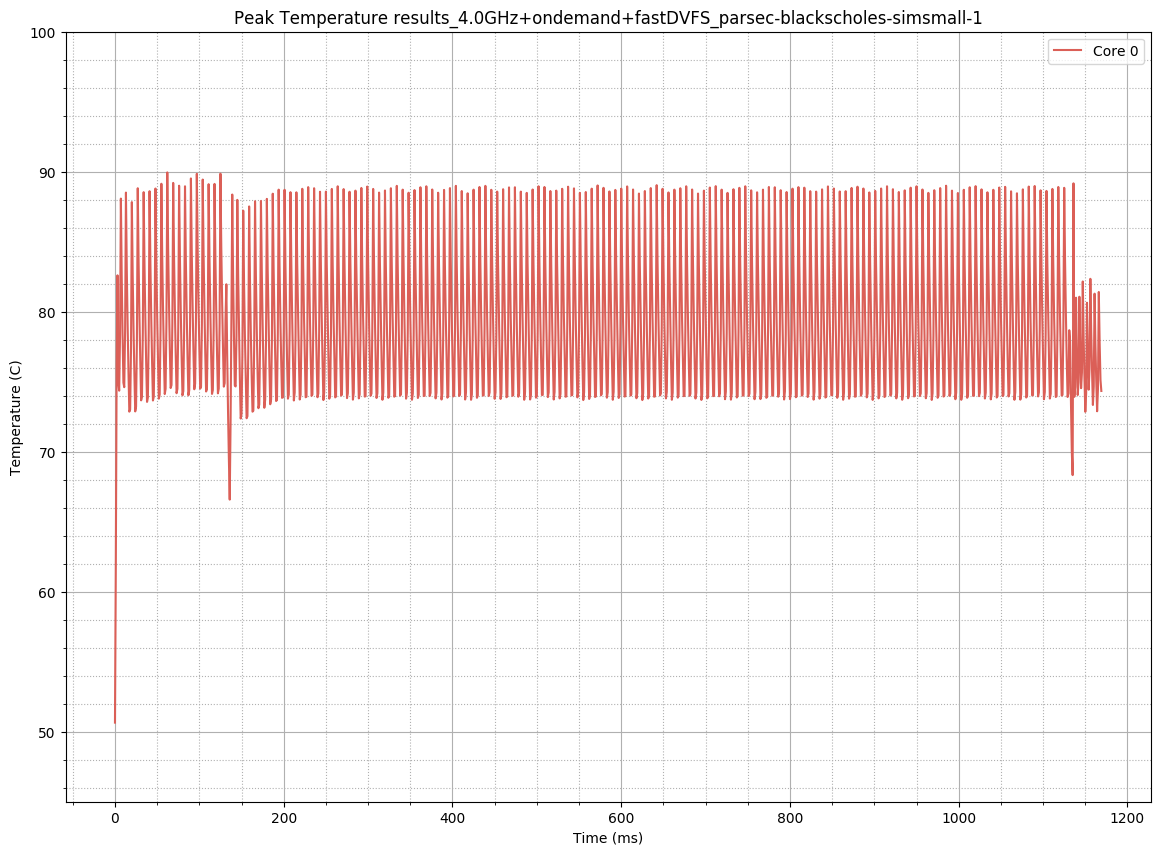 Peak Temperature results_4.0GHz+ondemand+fastDVFS_parsec-blackscholes-simsmall-1
Core 0
100
90
80
70
60
50
Temperature (C)
0 200 400 600 800 1000 1200
Time (ms)